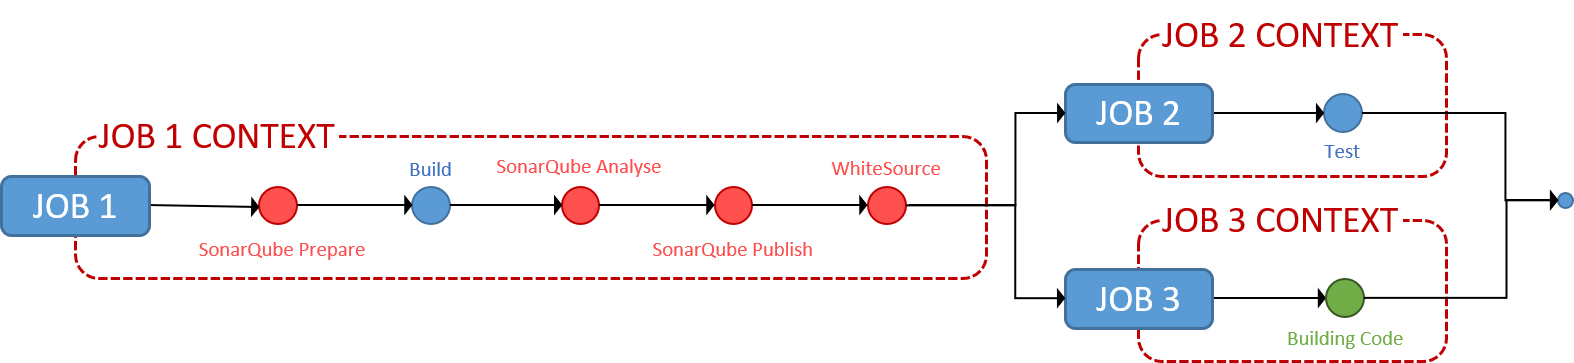 JOB 1 CONTEXT
JOB 1
SonarQube Prepare
Build
SonarQube Analyse
SonarQube Publish
WhiteSource
JOB 2 CONTEXT
JOB 2
Test
JOB 3 CONTEXT
JOB 3
Building Code